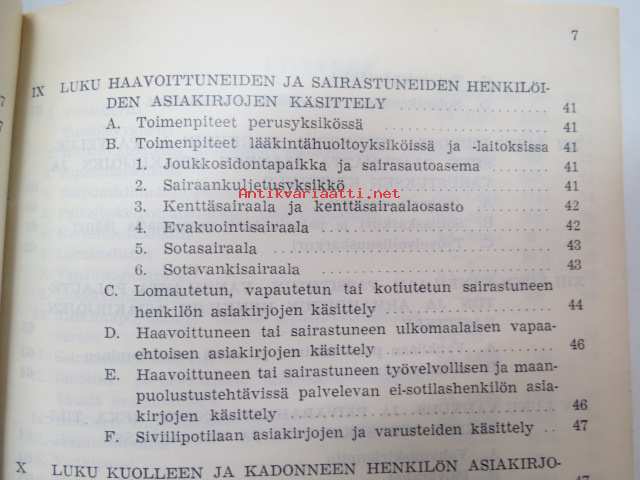 7
IX LUKU HAAVOITTUNEIDEN JA SAIRASTUNEIDEN HENKILÖI-
DEN ASIAKIRJOJEN KÄSITTELY 41
A. Toimenpiteet perusyksikössä 41
B. Toimenpiteet lääkintähuoltoyksiköissä ja -laitoksissa 41
1. Joukkosidontapaikka ja sairasautoasema 41
2. Sairaankuljetusyksikkö 41
Antikvariaatti.net
3. Kenttäsairaala ja kenttäsairaalaosasto 42
4. Evakuointisairaala 42
5. Sotasairaala 43
6. Sotavankisairaala 43
C. Lomautetun, vapautetun tai kotiutetun sairastuneen
henkilön asiakirjojen käsittely 44
D. Haavoittuneen tai sairastuneen ulkomaalaisen vapaa-
ehtoisen asiakirjojen käsittely 46
E. Haavoittuneen tai sairastuneen työvelvollisen ja maan-
puolustustehtävissä palvelevan ei-sotilashenkilön asia-
kirjojen käsittely 46
F. Siviilipotilaan asiakirjojen ja varusteiden käsittely 47
X LUKU KUOLLEEN JA KADONNEEN HENKILÖN ASIAKIRJO-